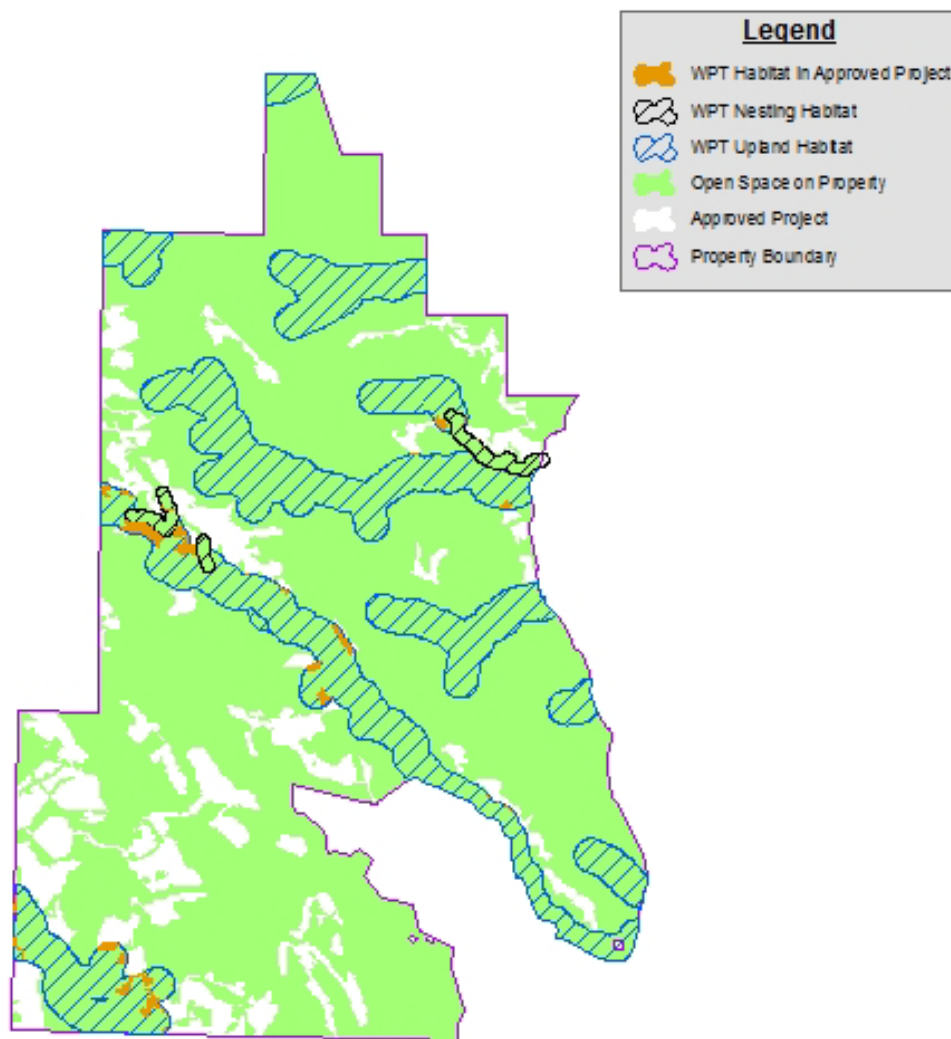 Legend
WPT Habitat in Approved Project
WPT Nesting Habitat
WPT Upland Habitat
Open Space on Property
Approved Project
Property Boundary